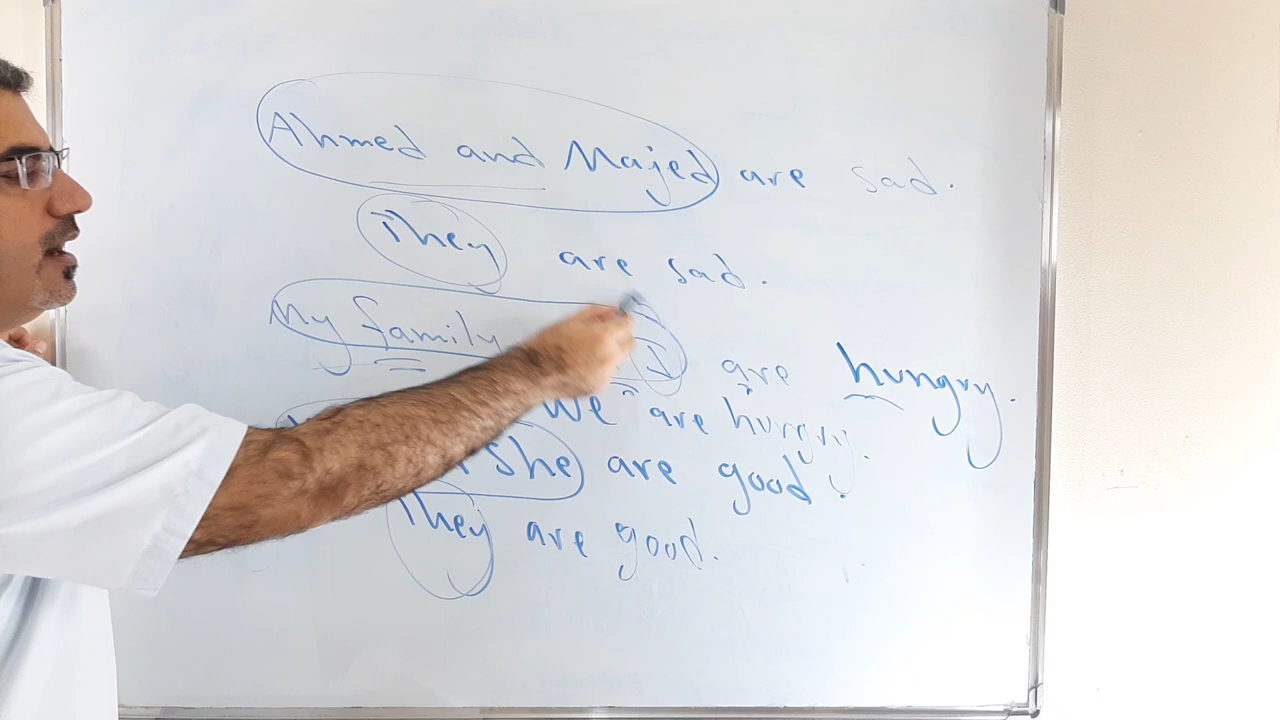 Ahmed and Majed are sad.
They are sad.
My family I are hungry.
We are hungry.
she are good.
They are good.